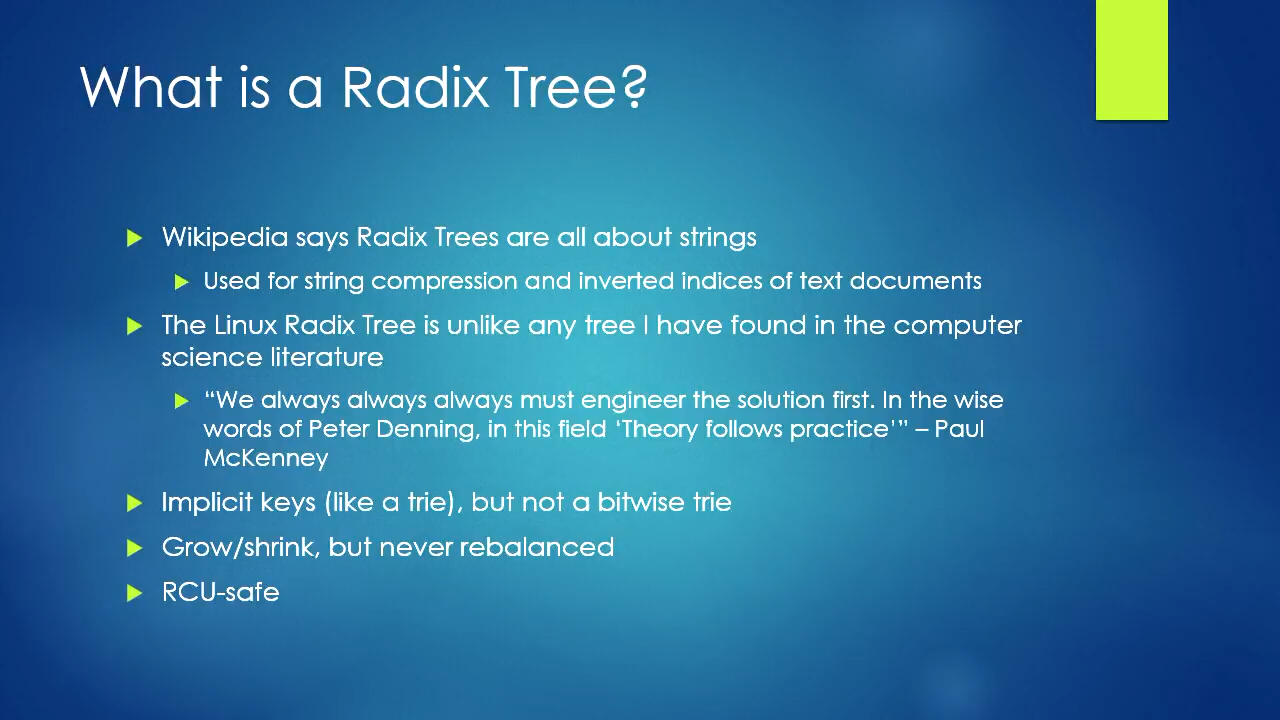 What is a Radix Tree?
Wikipedia says Radix Trees are all about strings
Used for string compression and inverted indices of text documents
The Linux Radix Tree is unlike any tree I have found in the computer
science literature
“We always always always must engineer the solution first. In the wise
words of Peter Denning, in this field ‘Theory follows practice’” – Paul
McKenney
Implicit keys (like a trie), but not a bitwise trie
Grow/shrink, but never rebalanced
RCU-safe